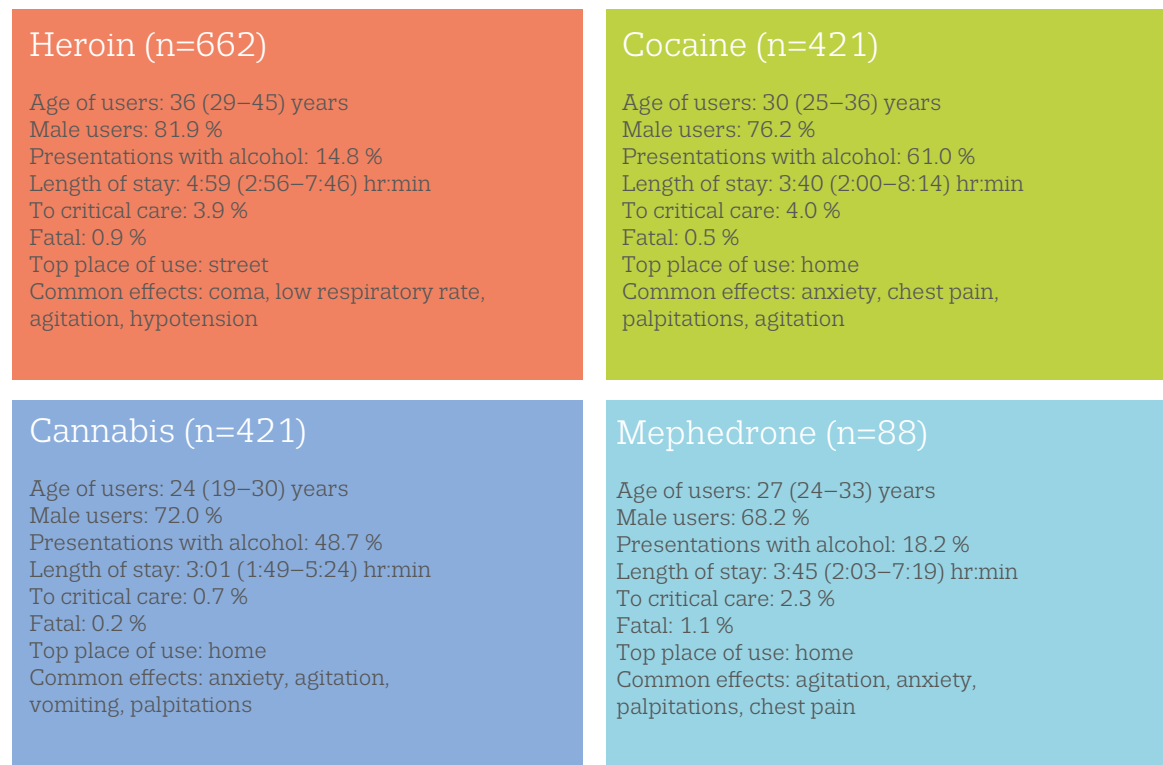 Heroin (n=662)
Age of users: 36 (29–45) years
Male users: 81.9 %
Presentations with alcohol: 14.8 %
Length of stay: 4:59 (2:56–7:46) hr:min
To critical care: 3.9 %
Fatal: 0.9 %
Top place of use: street
Common effects: coma, low respiratory rate,
agitation, hypotension
Cocaine (n=421)
Age of users: 30 (25–36) years
Male users: 76.2 %
Presentations with alcohol: 61.0 %
Length of stay: 3:40 (2:00–8:14) hr:min
To critical care: 4.0 %
Fatal: 0.5 %
Top place of use: home
Common effects: anxiety, chest pain,
palpitations, agitation
Cannabis (n=421)
Age of users: 24 (19–30) years
Male users: 72.0 %
Presentations with alcohol: 48.7 %
Length of stay: 3:01 (1:49–5:24) hr:min
To critical care: 0.7 %
Fatal: 0.2 %
Top place of use: home
Common effects: anxiety, agitation,
vomiting, palpitations
Mephedrone (n=88)
Age of users: 27 (24–33) years
Male users: 68.2 %
Presentations with alcohol: 18.2 %
Length of stay: 3:45 (2:03–7:19) hr:min
To critical care: 2.3 %
Fatal: 1.1 %
Top place of use: home
Common effects: agitation, anxiety,
palpitations, chest pain